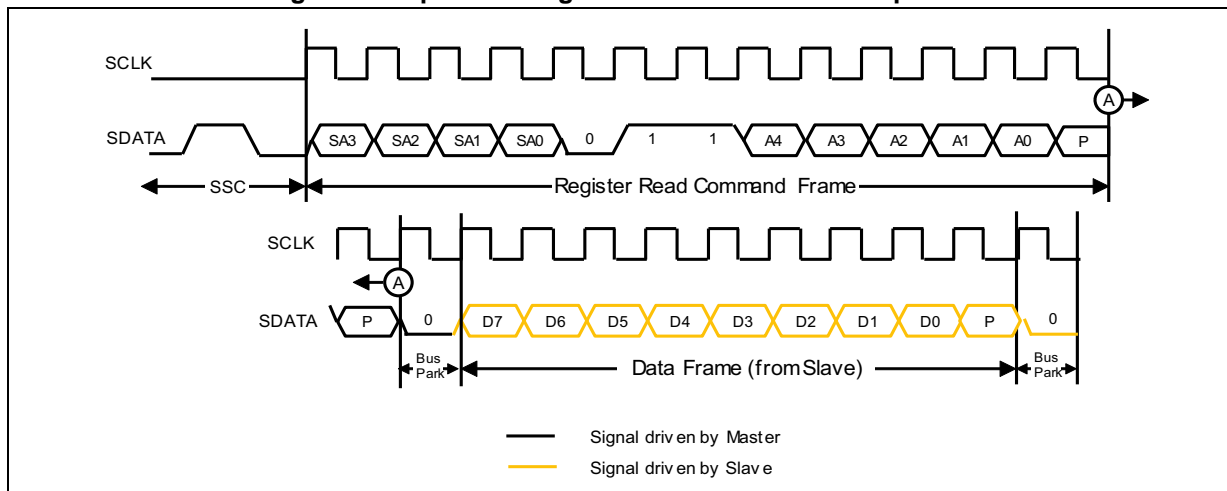 SCLK
A
SDATA SA3 SA2 SA1 SA0 0 1 1 A4 A3 A2 A1 A0 P
SSC Register Read Command Frame
SCLK
A
SDATA P 0 D7 D6 D5 D4 D3 D2 D1 D0 P 0
Bus Park Data Frame (from Slave) Bus Park
Signal driven by Master
Signal driven by Slave